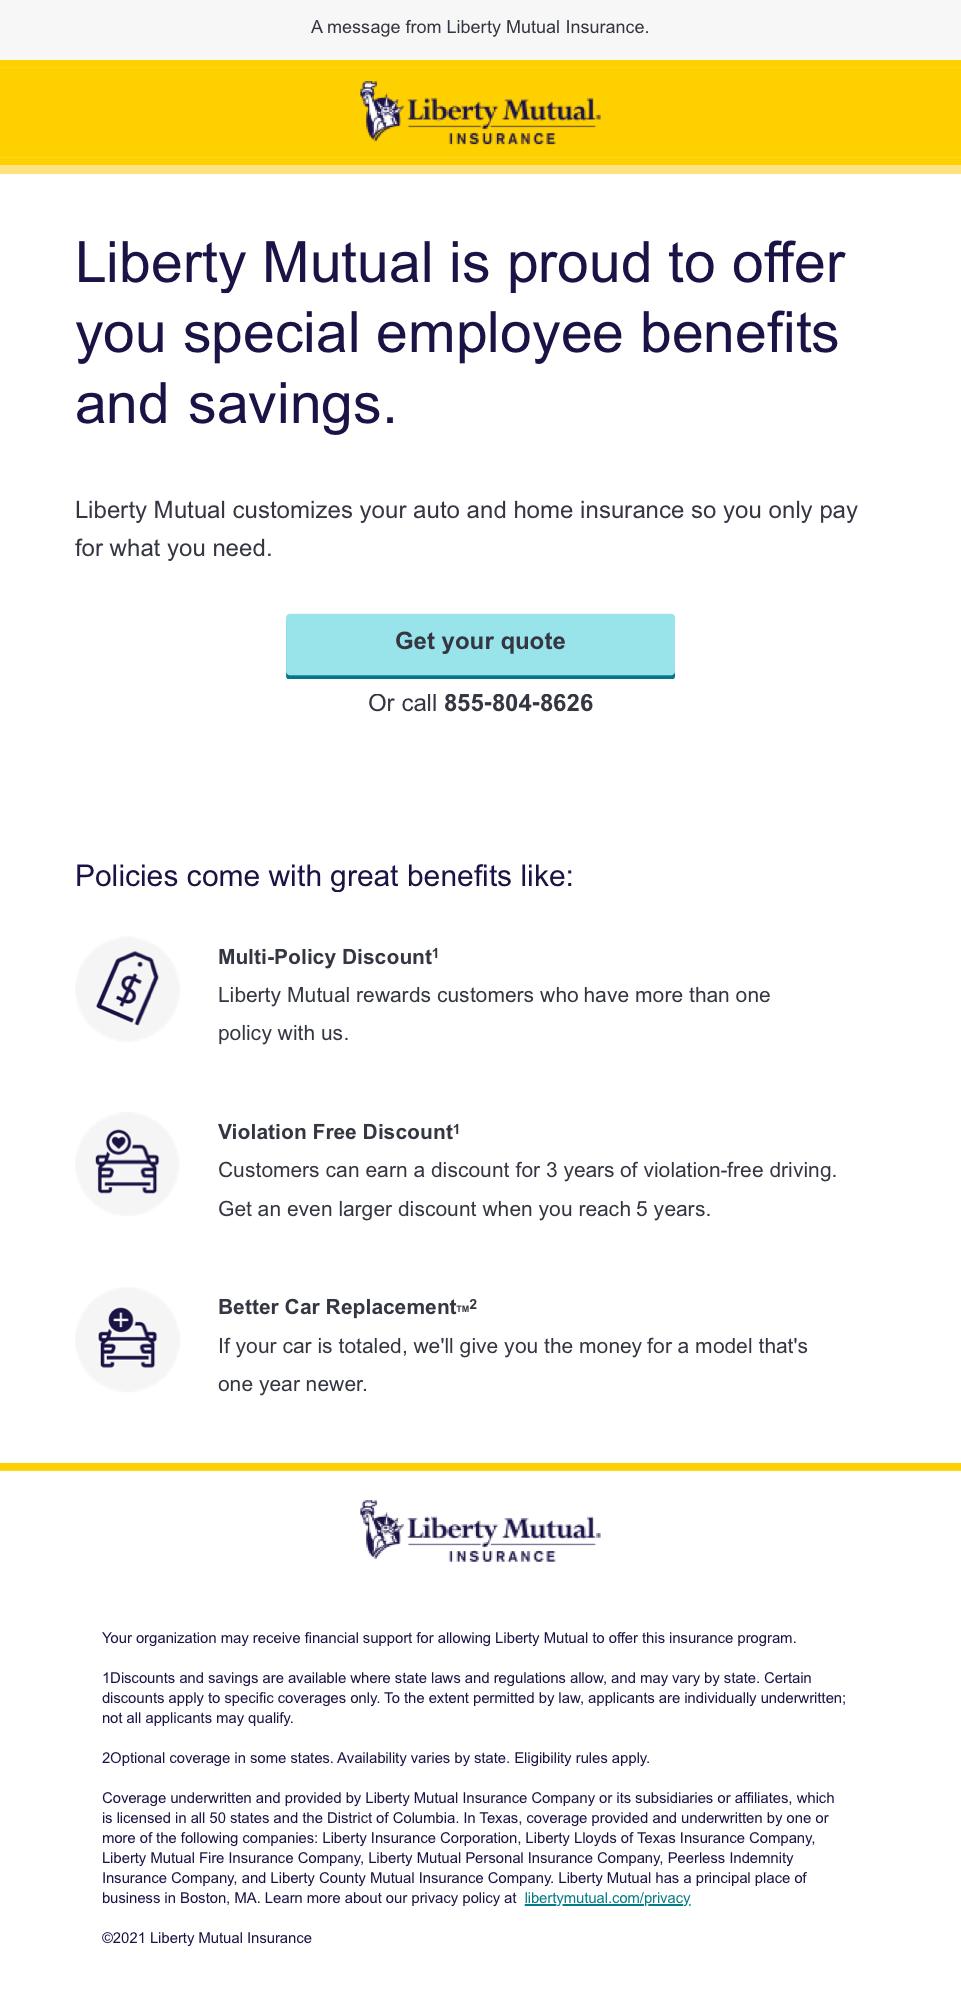 A message from Liberty Mutual Insurance.
Liberty Mutual.
INSURANCE
Liberty Mutual is proud to offer
you special employee benefits
and savings.
Liberty Mutual customizes your auto and home insurance so you only pay
for what you need.
Get your quote
Or call 855-804-8626
Policies come with great benefits like:
$
Multi-Policy Discount¹
Liberty Mutual rewards customers who have more than one
policy with us.
Violation Free Discount¹
Customers can earn a discount for 3 years of violation-free driving.
Get an even larger discount when you reach 5 years.
Better Car Replacement™²
If your car is totaled, we'll give you the money for a model that's
one year newer.
Liberty Mutual.
INSURANCE
Your organization may receive financial support for allowing Liberty Mutual to offer this insurance program.
1Discounts and savings are available where state laws and regulations allow, and may vary by state. Certain
discounts apply to specific coverages only. To the extent permitted by law, applicants are individually underwritten;
not all applicants may qualify.
2Optional coverage in some states. Availability varies by state. Eligibility rules apply.
Coverage underwritten and provided by Liberty Mutual Insurance Company or its subsidiaries or affiliates, which
is licensed in all 50 states and the District of Columbia. In Texas, coverage provided and underwritten by one or
more of the following companies: Liberty Insurance Corporation, Liberty Lloyds of Texas Insurance Company,
Liberty Mutual Fire Insurance Company, Liberty Mutual Personal Insurance Company, Peerless Indemnity
Insurance Company, and Liberty County Mutual Insurance Company. Liberty Mutual has a principal place of
business in Boston, MA. Learn more about our privacy policy at libertymutual.com/privacy
©2021 Liberty Mutual Insurance